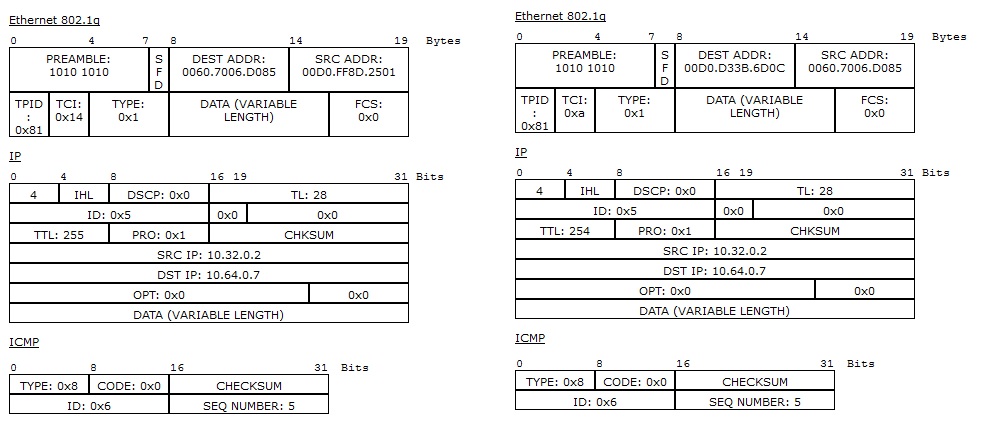 Ethernet 802.1q
0 4 7 8 14 19 Bytes
PREAMBLE:
1010 1010
S
F
D
DEST ADDR:
0060.7006.D085
SRC ADDR:
00D0.FF8D.2501
TPID
:
0x81
TCI:
0x14
TYPE:
0x1
DATA (VARIABLE
LENGTH)
FCS:
0x0
IP
0 4 8 16 19 31 Bits
4 IHL DSCP: 0x0 TL: 28
ID: 0x5 0x0 0x0
TTL: 255 PRO: 0x1 CHKSUM
SRC IP: 10.32.0.2
DST IP: 10.64.0.7
OPT: 0x0 0x0
DATA (VARIABLE LENGTH)
ICMP
0 8 16 31 Bits
TYPE: 0x8 CODE: 0x0 CHECKSUM
ID: 0x6 SEQ NUMBER: 5
Ethernet 802.1q
0 4 7 8 14 19 Bytes
PREAMBLE:
1010 1010
S
F
D
DEST ADDR:
00D0.D33B.6D0C
SRC ADDR:
0060.7006.D085
TPID
:
0x81
TCI:
0xa
TYPE:
0x1
DATA (VARIABLE
LENGTH)
FCS:
0x0
IP
0 4 8 16 19 31 Bits
4 IHL DSCP: 0x0 TL: 28
ID: 0x5 0x0 0x0
TTL: 254 PRO: 0x1 CHKSUM
SRC IP: 10.32.0.2
DST IP: 10.64.0.7
OPT: 0x0 0x0
DATA (VARIABLE LENGTH)
ICMP
0 8 16 31 Bits
TYPE: 0x8 CODE: 0x0 CHECKSUM
ID: 0x6 SEQ NUMBER: 5